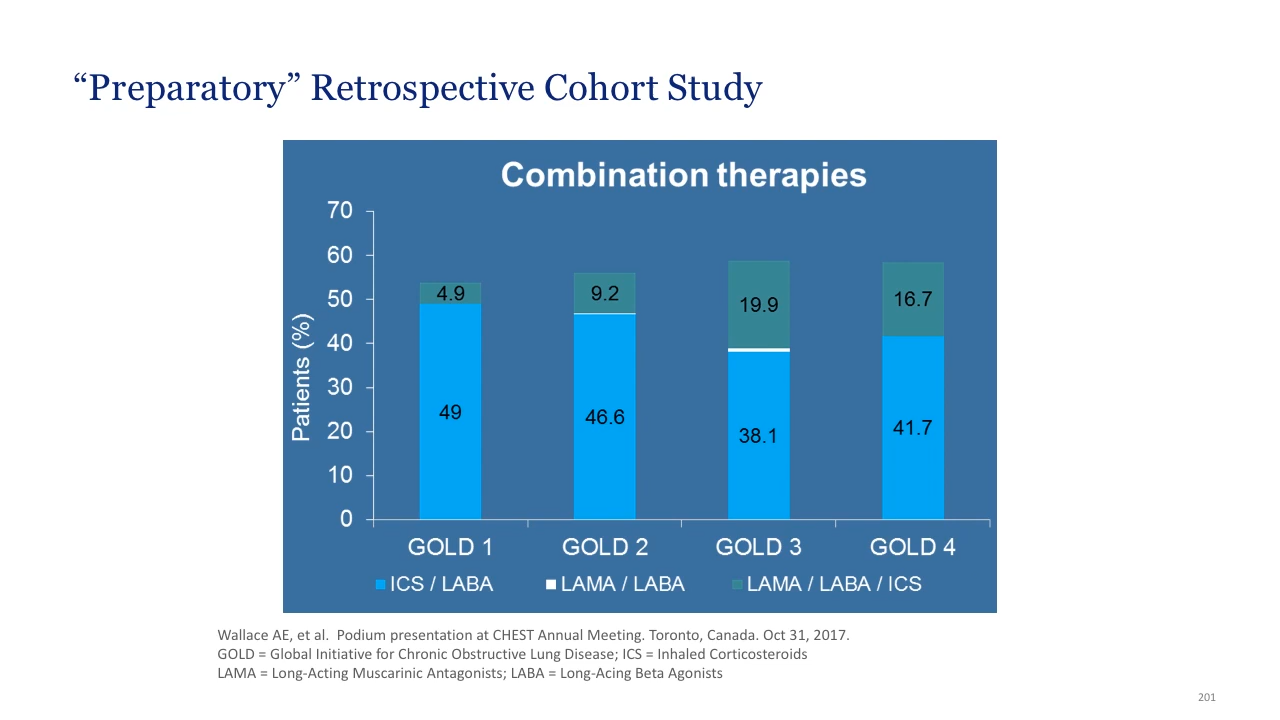 “Preparatory” Retrospective Cohort Study
Combination therapies
Patients (%)
70
60
50
40
30
20
10
0
4.9
49
9.2
46.6
19.9
38.1
16.7
41.7
GOLD 1
GOLD 2
GOLD 3
GOLD 4
ICS / LABA
LAMA / LABA
LAMA / LABA / ICS
Wallace AE, et al. Podium presentation at CHEST Annual Meeting. Toronto, Canada. Oct 31, 2017.
GOLD = Global Initiative for Chronic Obstructive Lung Disease; ICS = Inhaled Corticosteroids
LAMA = Long-Acting Muscarinic Antagonists; LABA = Long-Acing Beta Agonists
201